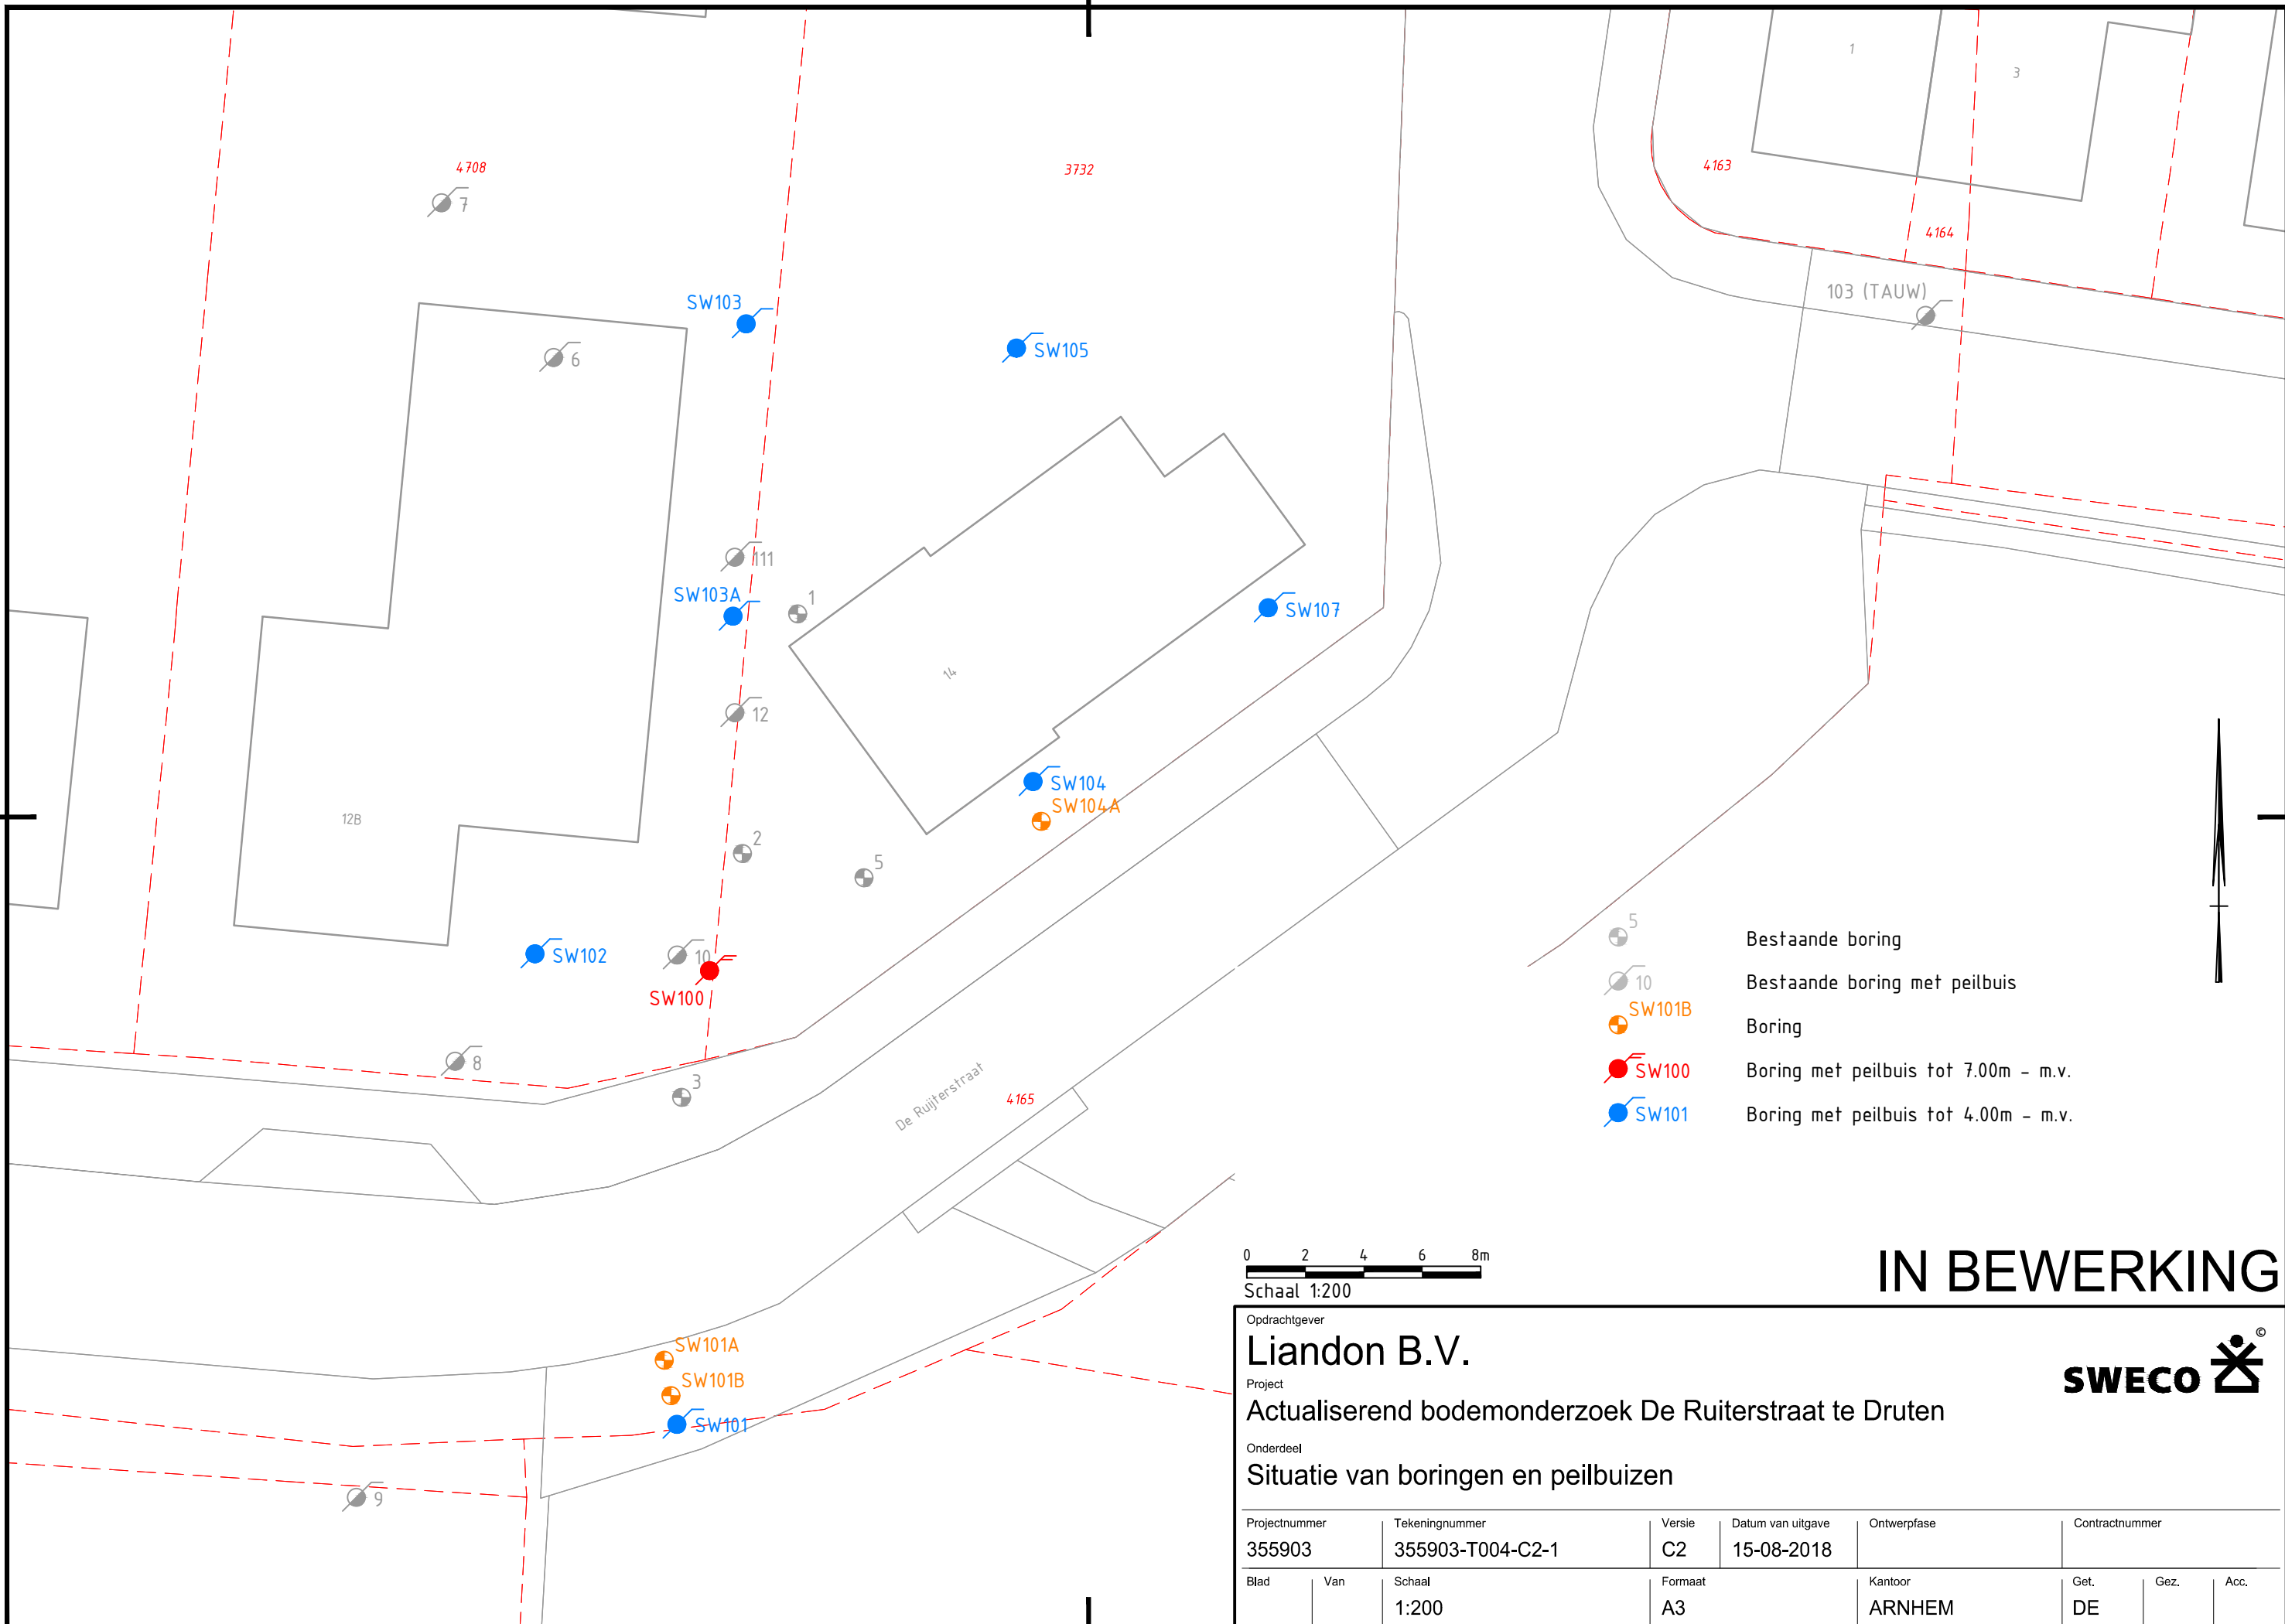 1
3
4708
3732
4163
7
4164
103 (TAUW)
SW103
SW105
6
111
SW103A
1
SW107
14
12
SW104
SW104A
12B
2
5
SW102
10
SW100
8
3
De Ruijterstraat
4165
5
Bestaande boring
10
Bestaande boring met peilbuis
SW101B
Boring
SW100
Boring met peilbuis tot 7.00m - m.v.
SW101
Boring met peilbuis tot 4.00m - m.v.
SW101A
SW101B
SW101
9
0 2 4 6 8m
Schaal 1:200
IN BEWERKING
Opdrachtgever
Liandon B.V.
SWECO
©
Project
Actualiserend bodemonderzoek De Ruiterstraat te Druten
Onderdeel
Situatie van boringen en peilbuizen
Projectnummer Tekeningnummer Versie Datum van uitgave Ontwerpfase Contractnummer
355903 355903-T004-C2-1 C2 15-08-2018
Blad Van Schaal Formaat Kantoor Get. Gez. Acc.
1:200 A3 ARNHEM DE